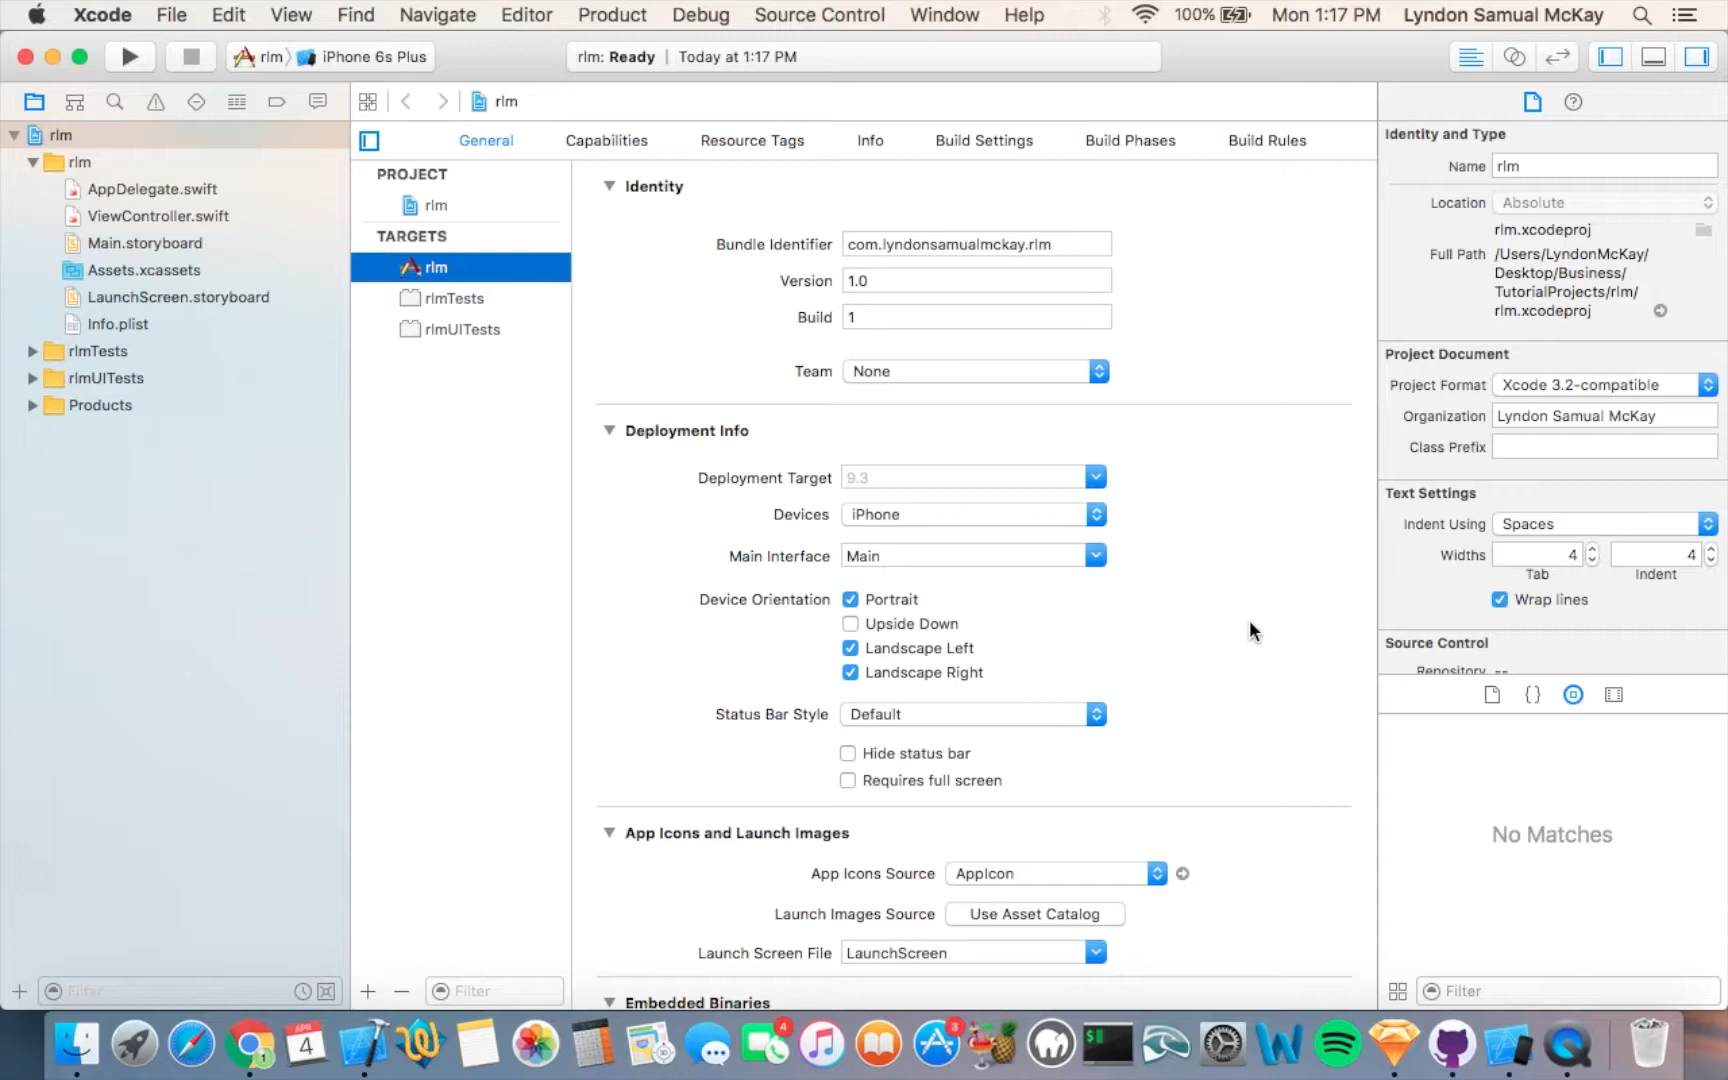 Xcode File Edit View Find Navigate Editor Product Debug Source Control Window Help 100% Mon 1:17 PM Lyndon Samual McKay
rlm iPhone 6s Plus
rlm: Ready | Today at 1:17 PM
rlm
General Capabilities Resource Tags Info Build Settings Build Phases Build Rules
rlm
rlm
AppDelegate.swift
ViewController.swift
Main.storyboard
Assets.xcassets
LaunchScreen.storyboard
Info.plist
rlmTests
rlmUITests
Products
Filter
PROJECT
rlm
TARGETS
rlm
rlmTests
rlmUITests
Filter
Identity
Bundle Identifier com.lyndonsamualmckay.rlm
Version 1.0
Build 1
Team None
Deployment Info
Deployment Target 9.3
Devices iPhone
Main Interface Main
Device Orientation Portrait
Upside Down
Landscape Left
Landscape Right
Status Bar Style Default
Hide status bar
Requires full screen
App Icons and Launch Images
App Icons Source AppIcon
Launch Images Source Use Asset Catalog
Launch Screen File LaunchScreen
Embedded Binaries
Identity and Type
Name rlm
Location Absolute
rlm.xcodeproj
Full Path /Users/LyndonMcKay/
Desktop/Business/
TutorialProjects/rlm/
rlm.xcodeproj
Project Document
Project Format Xcode 3.2-compatible
Organization Lyndon Samual McKay
Class Prefix
Text Settings
Indent Using Spaces
Widths 4 4
Tab Indent
Wrap lines
Source Control
Repository --
{ }
No Matches
Filter
1
APR
4
4
3
$